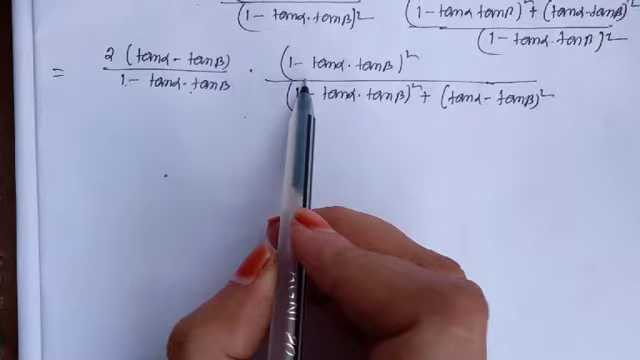 (1 - tanα · tanβ)² (1 - tanα tanβ)² + (tanα - tanβ)²
(1 - tanα · tanβ)²
= 2 (tanα - tanβ) / 1 - tanα · tanβ · (1 - tanα · tanβ)² / (1 - tanα · tanβ)² + (tanα - tanβ)²